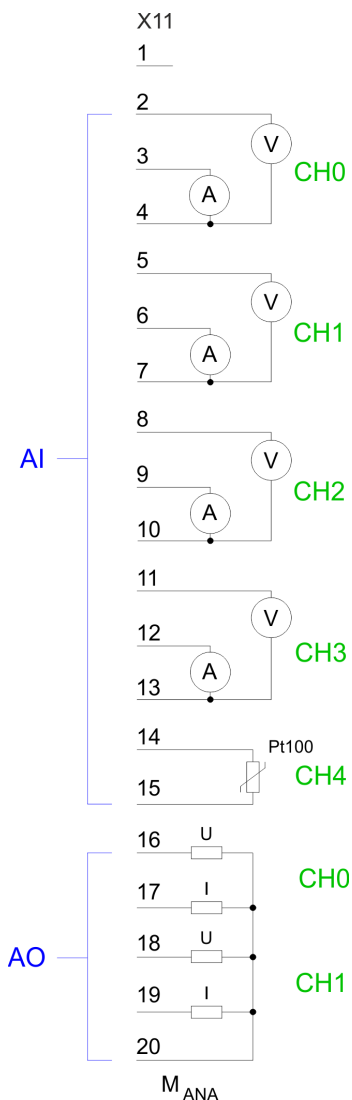 X11
1
2
V
CH0
3
A
4
5
V
CH1
6
A
7
8
AI
V
CH2
9
A
10
11
V
CH3
12
A
13
14
Pt100
CH4
15
16 U
CH0
17 I
AO
18 U
CH1
19 I
20
M ANA